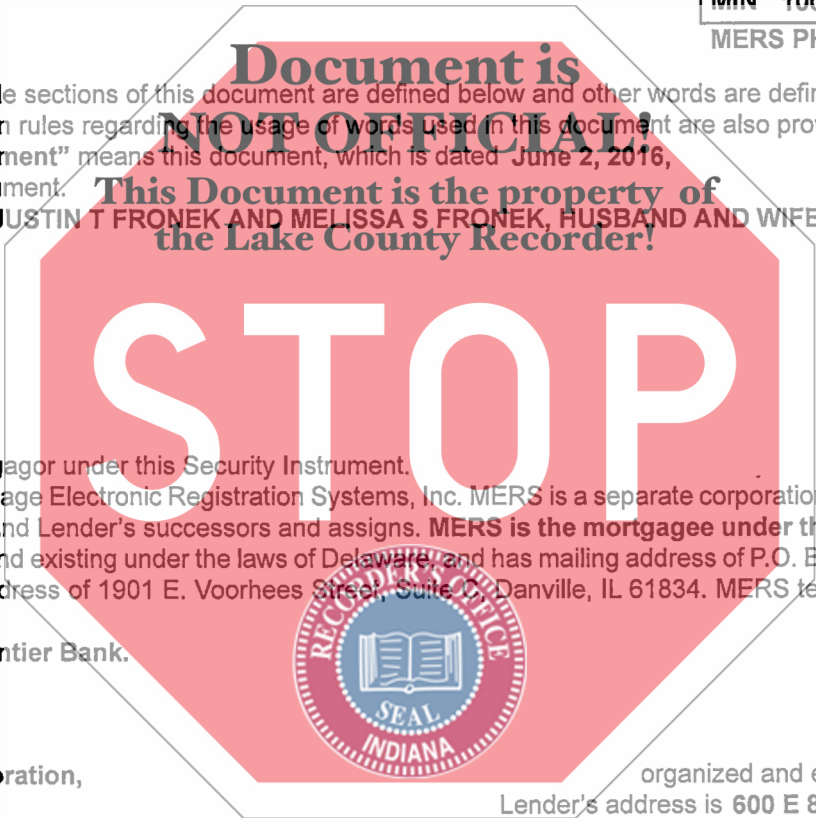 MIN
MERS PH
Document is
e sections of this document are defined below and other words are defin
n rules regarding the usage of words used in this document are also prov
NOT OFFICIAL!
ment” means this document, which is dated June 2, 2016,
ment.
This Document is the property of
USTIN T FRONEK AND MELISSA S FRONEK, HUSBAND AND WIFE
the Lake County Recorder!
STOP
agor under this Security Instrument.
age Electronic Registration Systems, Inc. MERS is a separate corporatio
nd Lender's successors and assigns. MERS is the mortgagee under th
nd existing under the laws of Delaware, and has mailing address of P.O. B
dress of 1901 E. Voorhees Street, Suite C, Danville, IL 61834. MERS te
RECORDER'S OFFICE
ntier Bank.
SEAL
INDIANA
ration,
organized and e
Lender's address is 600 E 8